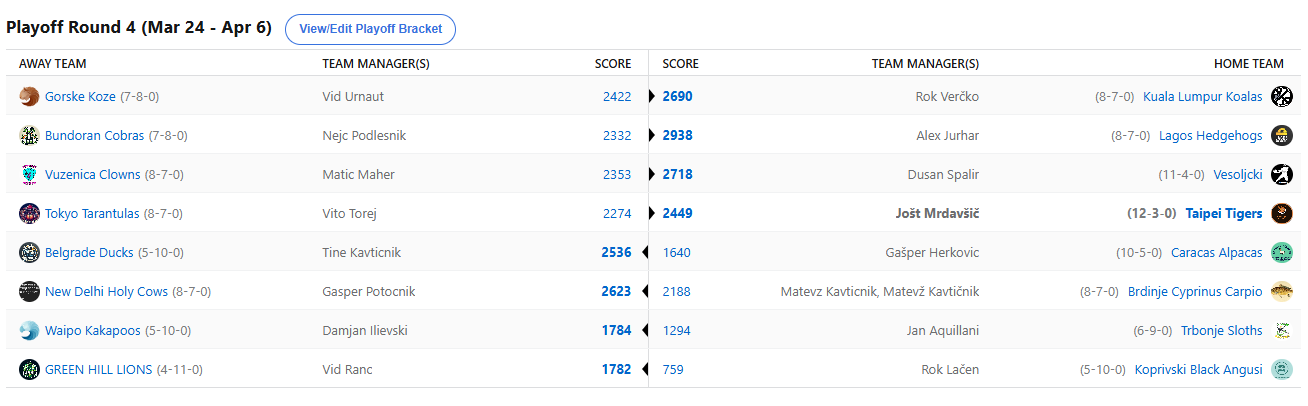 Playoff Round 4 (Mar 24 - Apr 6) View/Edit Playoff Bracket
AWAY TEAM TEAM MANAGER(S) SCORE SCORE TEAM MANAGER(S) HOME TEAM
Gorske Koze (7-8-0) Vid Urnaut 2422 2690 Rok Verčko (8-7-0) Kuala Lumpur Koalas
Bundoran Cobras (7-8-0) Nejc Podlesnik 2332 2938 Alex Jurhar (8-7-0) Lagos Hedgehogs
Vuzenica Clowns (8-7-0) Matic Maher 2353 2718 Dusan Spalir (11-4-0) Vesoljcki
Tokyo Tarantulas (8-7-0) Vito Torej 2274 2449 Jošt Mrdavšič (12-3-0) Taipei Tigers
Belgrade Ducks (5-10-0) Tine Kavticnik 2536 1640 Gašper Herkovic (10-5-0) Caracas Alpacas
New Delhi Holy Cows (8-7-0) Gasper Potocnik 2623 2188 Matevz Kavticnik, Matevž Kavtičnik (8-7-0) Brdinje Cyprinus Carpio
Waipo Kakapoos (5-10-0) Damjan Ilievski 1784 1294 Jan Aquillani (6-9-0) Trbonje Sloths
GREEN HILL LIONS (4-11-0) Vid Ranc 1782 759 Rok Lačen (5-10-0) Koprivski Black Angusi